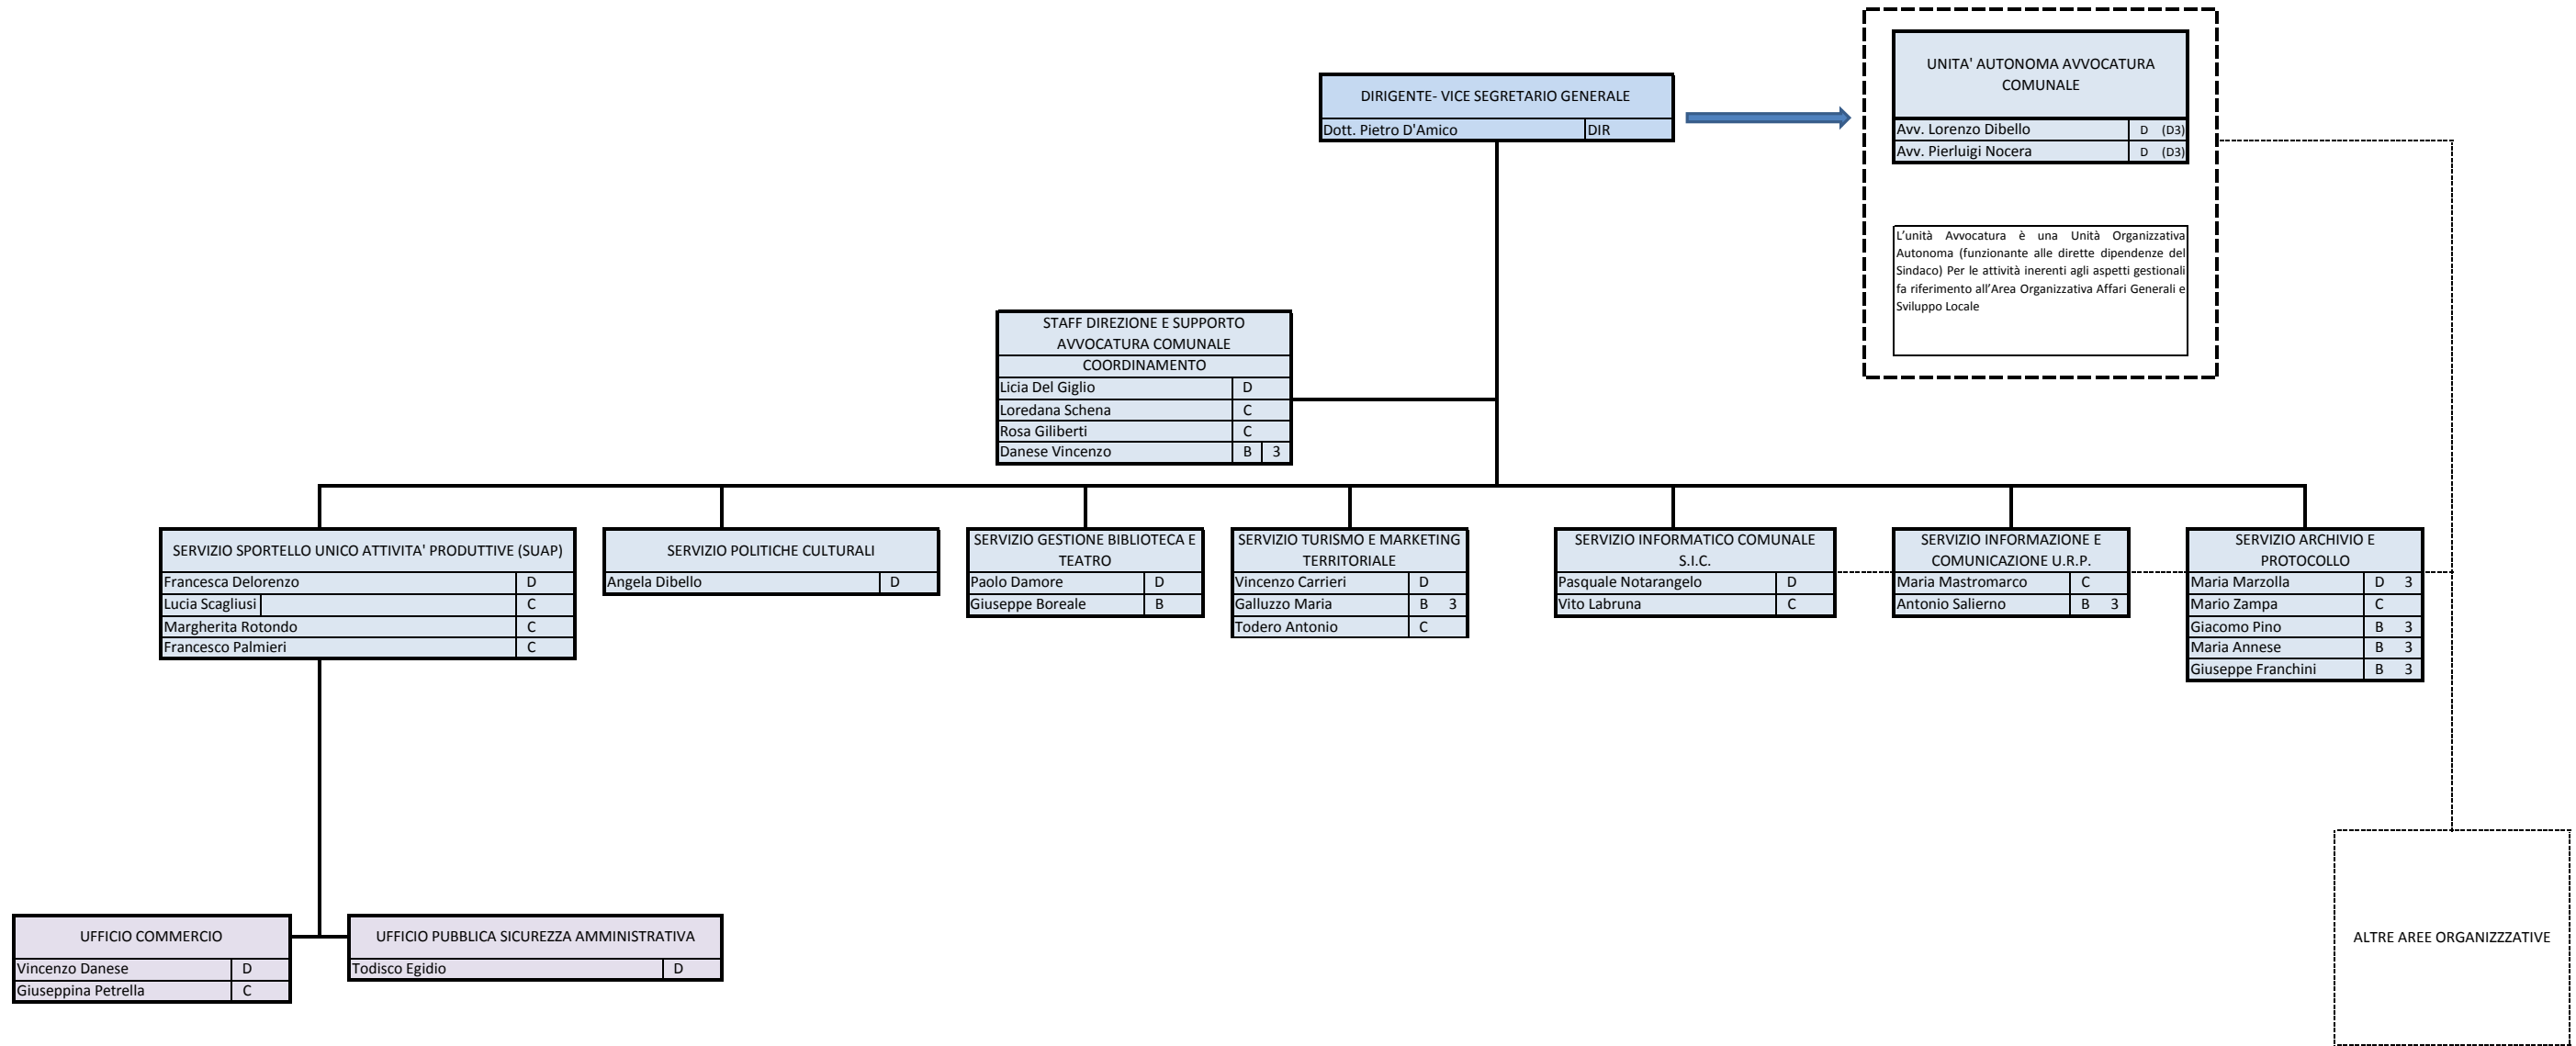 UNITA' AUTONOMA AVVOCATURA
COMUNALE
Avv. Lorenzo Dibello D (D3)
Avv. Pierluigi Nocera D (D3)
DIRIGENTE- VICE SEGRETARIO GENERALE
Dott. Pietro D'Amico DIR
L'unità Avvocatura è una Unità Organizzativa
Autonoma (funzionante alle dirette dipendenze del
Sindaco) Per le attività inerenti agli aspetti gestionali
fa riferimento all'Area Organizzativa Affari Generali e
Sviluppo Locale
STAFF DIREZIONE E SUPPORTO
AVVOCATURA COMUNALE
COORDINAMENTO
Licia Del Giglio D
Loredana Schena C
Rosa Giliberti C
Danese Vincenzo B 3
SERVIZIO SPORTELLO UNICO ATTIVITA' PRODUTTIVE (SUAP)
Francesca Delorenzo D
Lucia Scagliusi C
Margherita Rotondo C
Francesco Palmieri C
SERVIZIO POLITICHE CULTURALI
Angela Dibello D
SERVIZIO GESTIONE BIBLIOTECA E
TEATRO
Paolo Damore D
Giuseppe Boreale B
SERVIZIO TURISMO E MARKETING
TERRITORIALE
Vincenzo Carrieri D
Galluzzo Maria B 3
Todero Antonio C
SERVIZIO INFORMATICO COMUNALE
S.I.C.
Pasquale Notarangelo D
Vito Labruna C
SERVIZIO INFORMAZIONE E
COMUNICAZIONE U.R.P.
Maria Mastromarco C
Antonio Salierno B 3
SERVIZIO ARCHIVIO E
PROTOCOLLO
Maria Marzolla D 3
Mario Zampa C
Giacomo Pino B 3
Maria Annese B 3
Giuseppe Franchini B 3
UFFICIO COMMERCIO
Vincenzo Danese D
Giuseppina Petrella C
UFFICIO PUBBLICA SICUREZZA AMMINISTRATIVA
Todisco Egidio D
ALTRE AREE ORGANIZZZATIVE